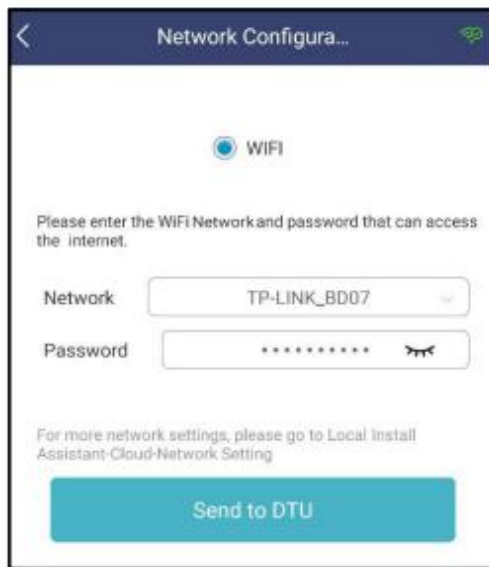 Network Configura...
WIFI
Please enter the WiFi Network and password that can access
the internet.
Network TP-LINK_BD07
Password ••••••••••
For more network settings, please go to Local Install
Assistant-Cloud-Network Setting
Send to DTU